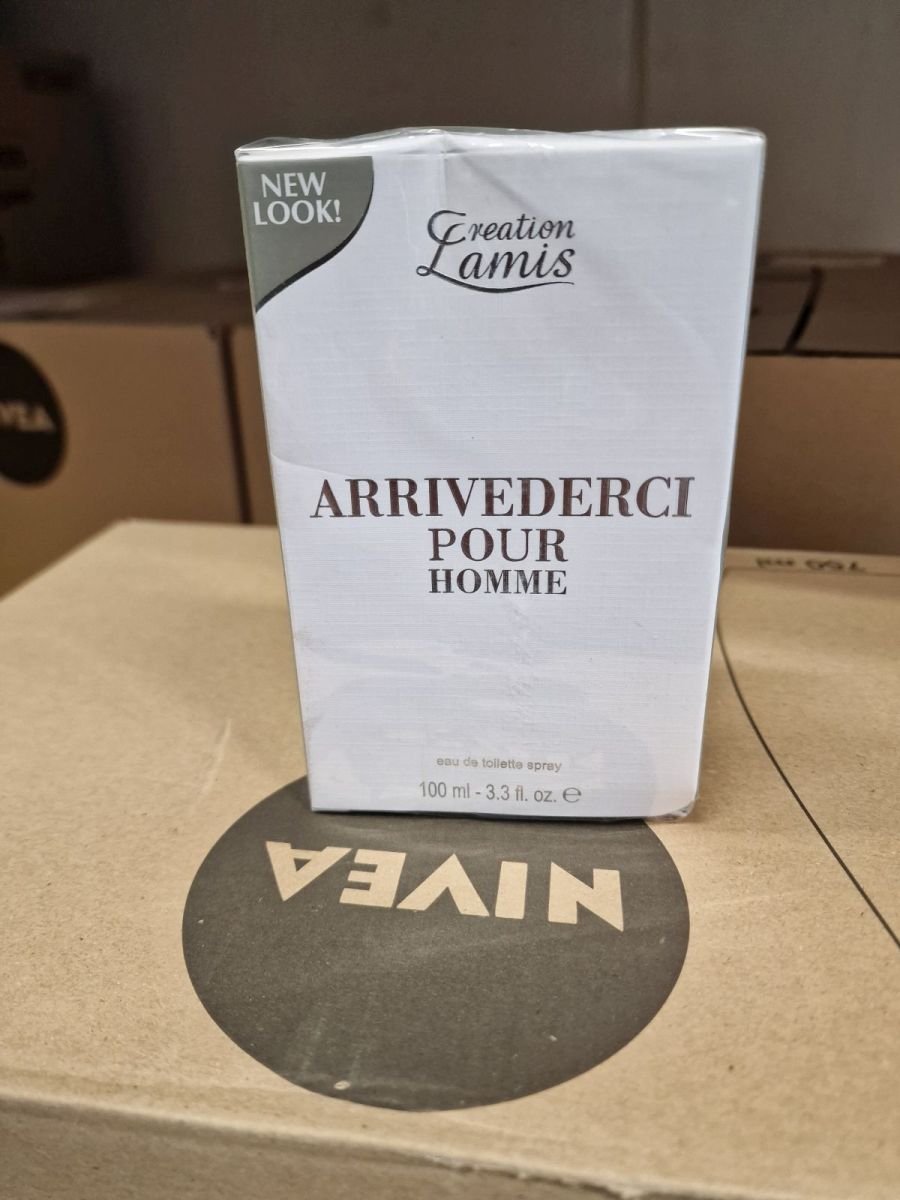 NEW
LOOK!
Creation
Lamis
ARRIVEDERCI
POUR
HOMME
eau de toilette spray
100 ml - 3.3 fl. oz. ℮
NIVEA